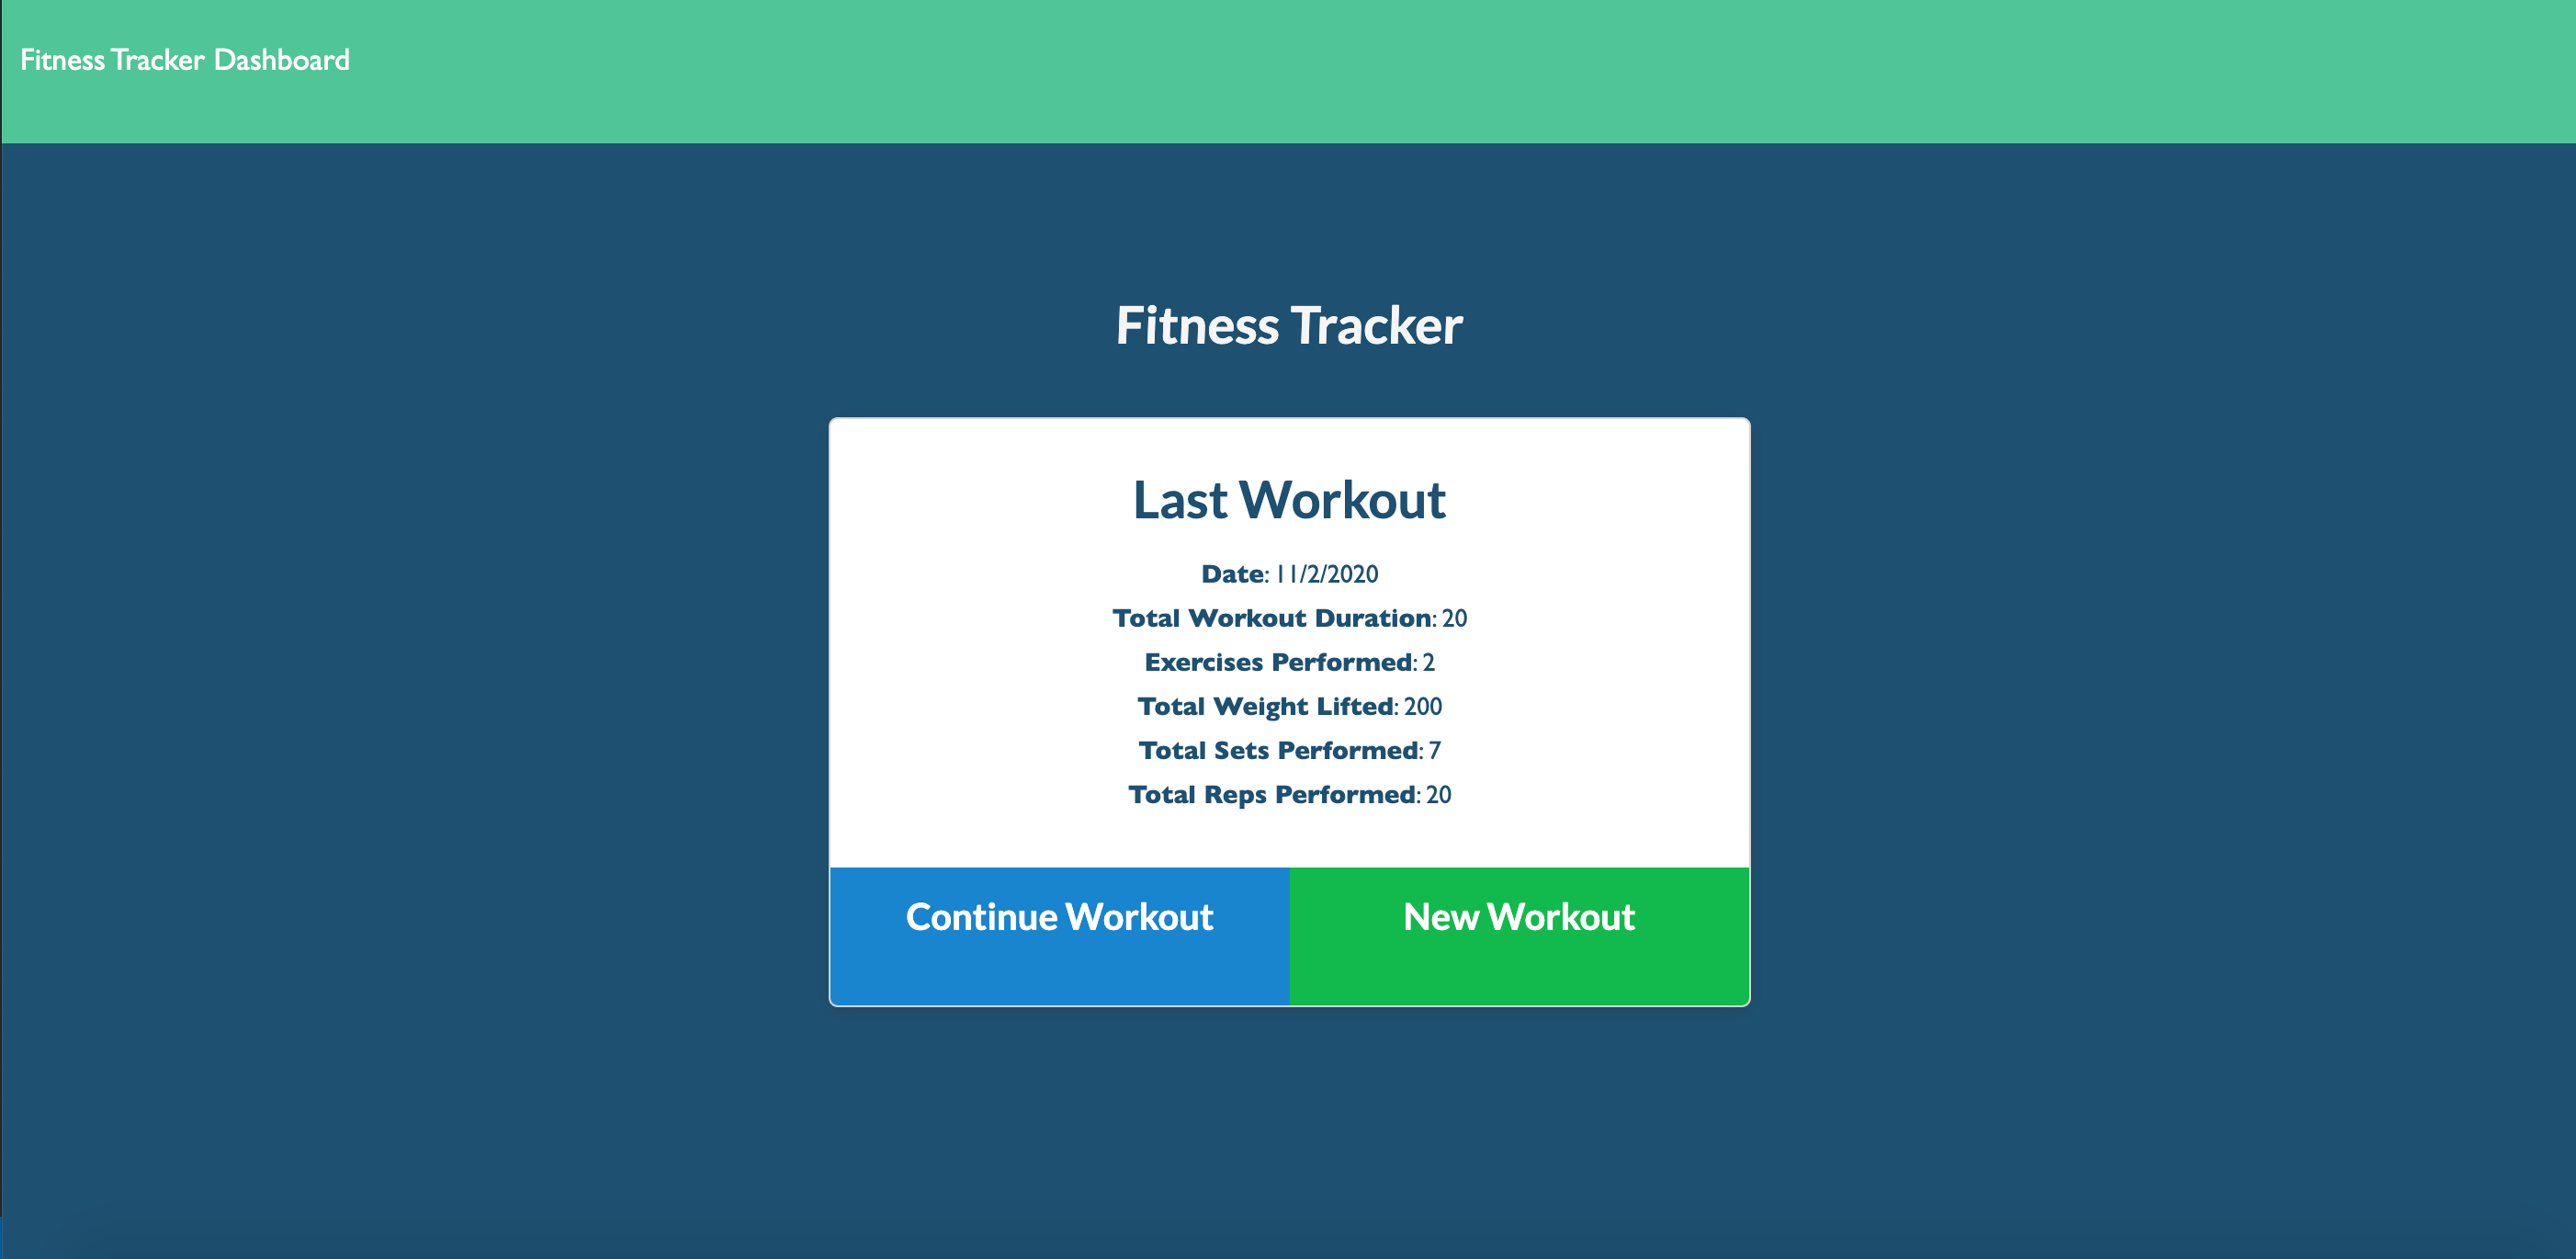 Fitness Tracker Dashboard
Fitness Tracker
Last Workout
Date: 11/2/2020
Total Workout Duration: 20
Exercises Performed: 2
Total Weight Lifted: 200
Total Sets Performed: 7
Total Reps Performed: 20
Continue Workout
New Workout